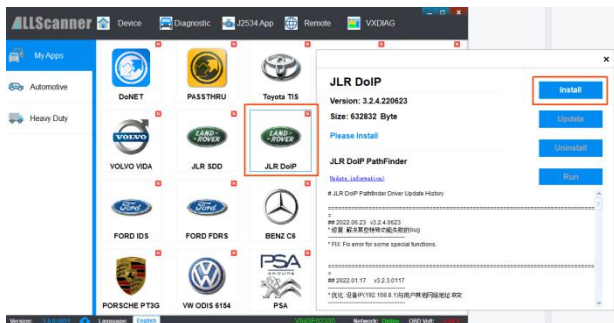 ALLScanner
Device
Diagnostic
J2534 App
Remote
VXDIAG
My Apps
Automotive
Heavy Duty
DoNET
PASSTHRU
Toyota TIS
VOLVO
VOLVO VIDA
LAND-
ROVER
JLR SDD
LAND-
ROVER
JLR DoIP
Ford
FORD IDS
Ford
FORD FDRS
BENZ C6
PORSCHE PT3G
VW ODIS 6154
PSA
GROUPE
PSA
JLR DoIP
Version: 3.2.4.220623
Size: 632832 Byte
Please Install
JLR DoIP PathFinder
Update information!
# JLR DoIP Pathfinder Driver Update History
## 2022.06.23 v3.2.4.0623
* FIX: Fix error for some special functions.
## 2022.01.17 v3.2.3.0117
Install
Update
Uninstall
Run
Version:
Language: English
Network: Online
OBD Volt: